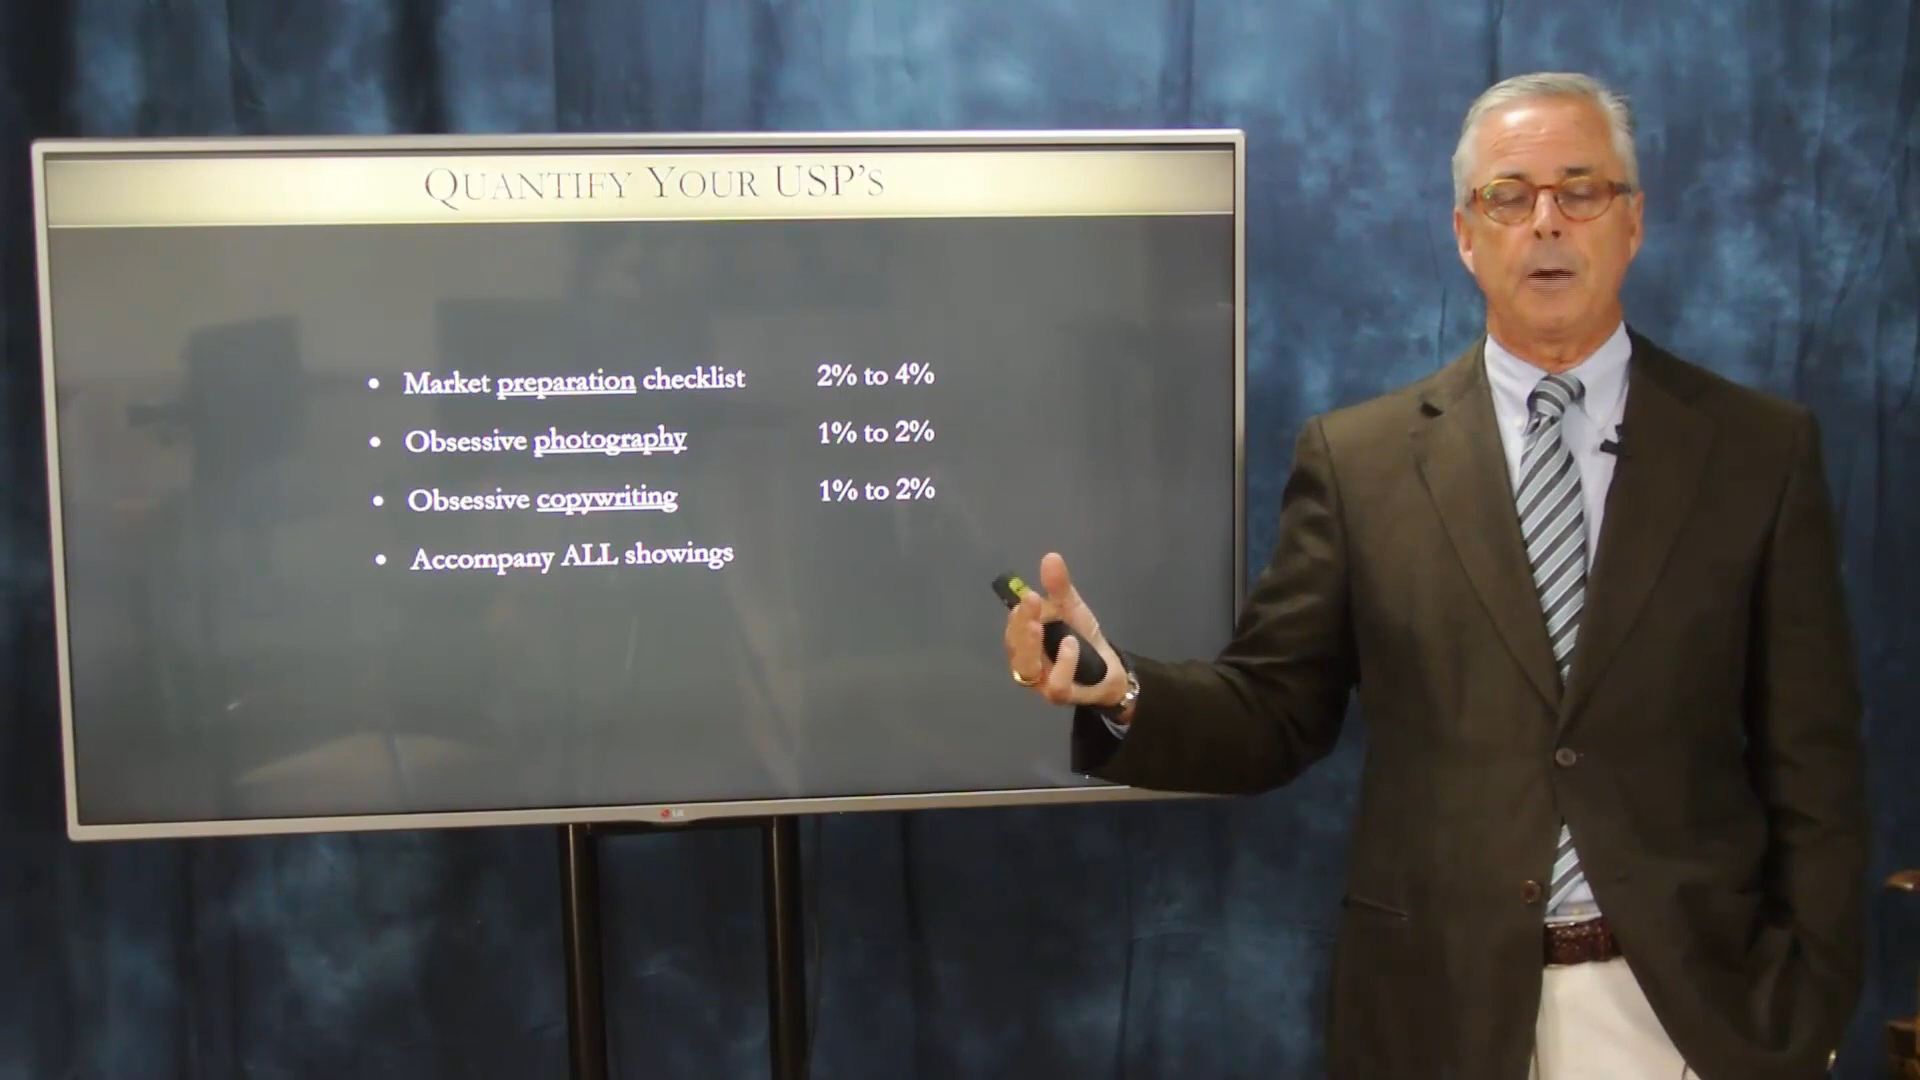 QUANTIFY YOUR USP'S
• Market preparation checklist 2% to 4%
• Obsessive photography 1% to 2%
• Obsessive copywriting 1% to 2%
• Accompany ALL showings
LG